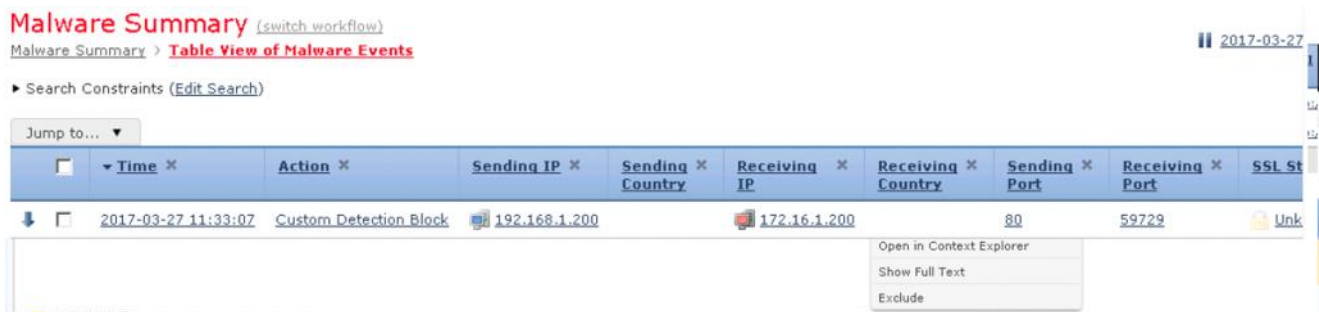 Malware Summary (switch workflow)
Malware Summary > Table View of Malware Events
2017-03-27
Search Constraints (Edit Search)
Jump to...
Time Action Sending IP Sending Country Receiving IP Receiving Country Sending Port Receiving Port SSL St
2017-03-27 11:33:07 Custom Detection Block 192.168.1.200 172.16.1.200 80 59729 Unk
Open in Context Explorer
Show Full Text
Exclude